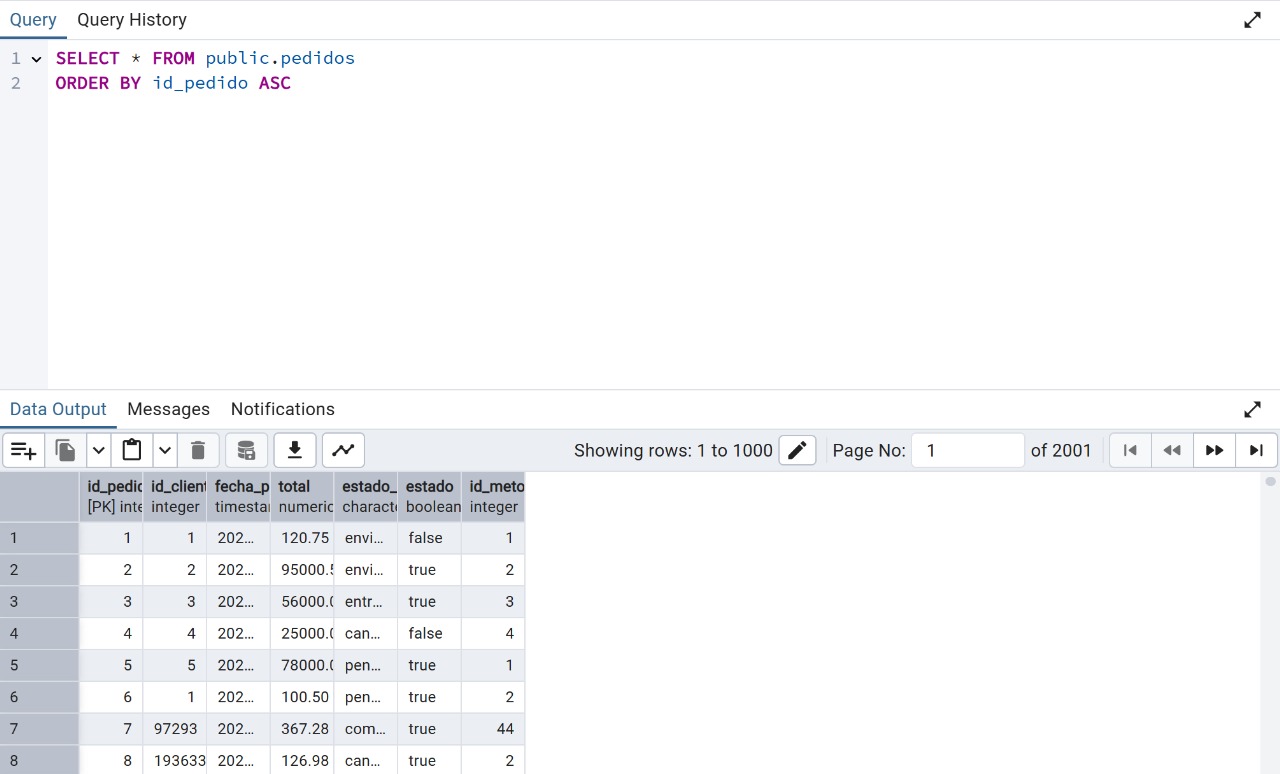 Query Query History
1 SELECT * FROM public.pedidos
2 ORDER BY id_pedido ASC
Data Output Messages Notifications
Showing rows: 1 to 1000 Page No: 1 of 2001
id_pedic id_client fecha_p total estado_ estado id_meto
[PK] inte integer timestar numeric characte boolean integer
1 1 1 202... 120.75 envi... false 1
2 2 2 202... 95000.5 envi... true 2
3 3 3 202... 56000.0 entr... true 3
4 4 4 202... 25000.0 can... false 4
5 5 5 202... 78000.0 pen... true 1
6 6 1 202... 100.50 pen... true 2
7 7 97293 202... 367.28 com... true 44
8 8 193633 202... 126.98 can... true 2